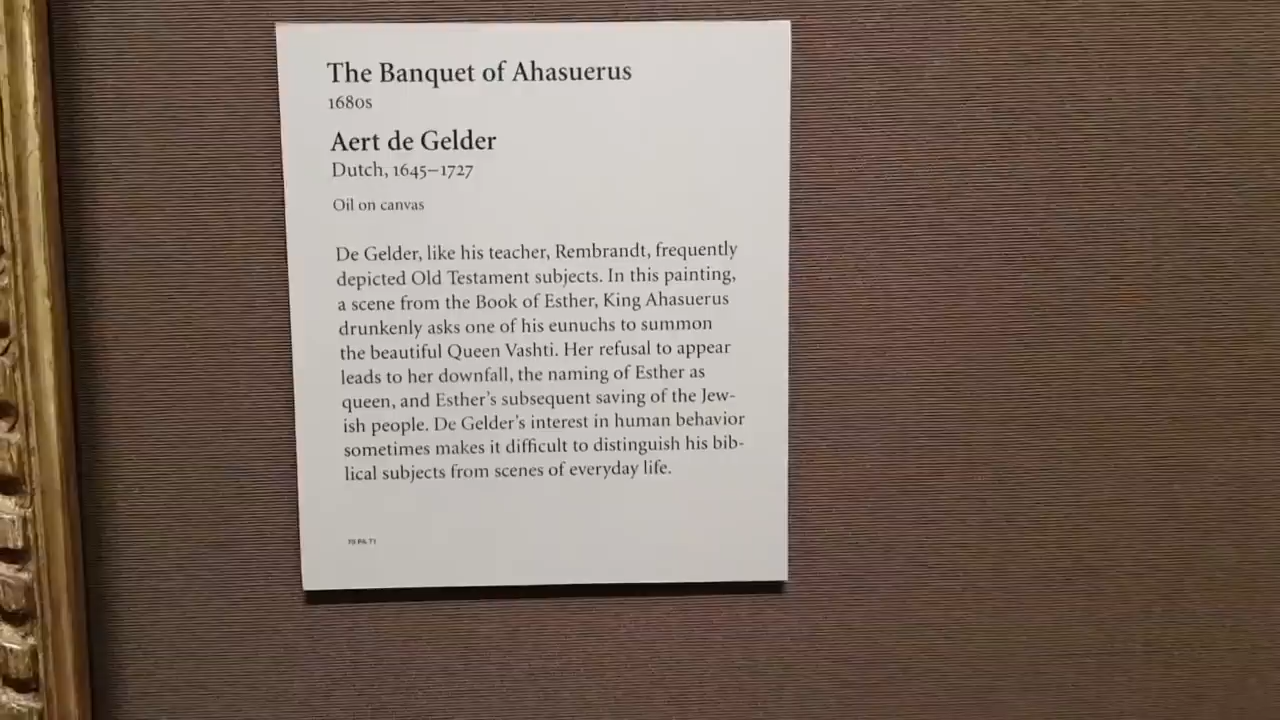 The Banquet of Ahasuerus
1680s
Aert de Gelder
Dutch, 1645–1727
Oil on canvas
De Gelder, like his teacher, Rembrandt, frequently
depicted Old Testament subjects. In this painting,
a scene from the Book of Esther, King Ahasuerus
drunkenly asks one of his eunuchs to summon
the beautiful Queen Vashti. Her refusal to appear
leads to her downfall, the naming of Esther as
queen, and Esther's subsequent saving of the Jew-
ish people. De Gelder's interest in human behavior
sometimes makes it difficult to distinguish his bib-
lical subjects from scenes of everyday life.
79.PA.71